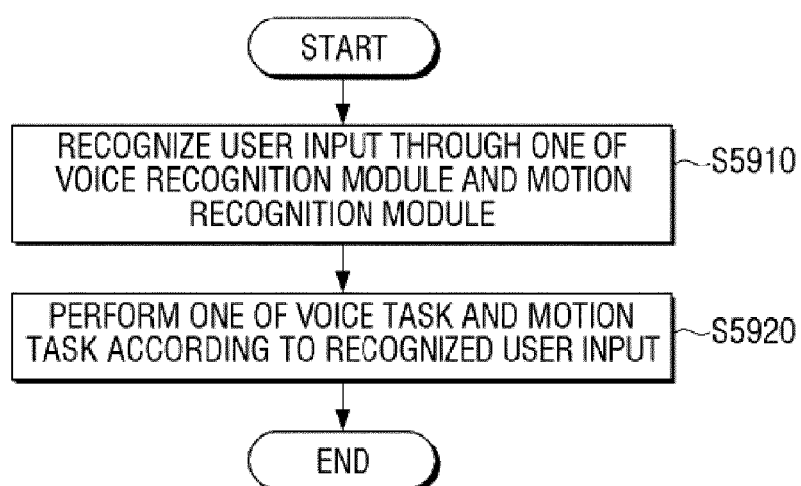 START
RECOGNIZE USER INPUT THROUGH ONE OF
VOICE RECOGNITION MODULE AND MOTION
RECOGNITION MODULE
S5910
PERFORM ONE OF VOICE TASK AND MOTION
TASK ACCORDING TO RECOGNIZED USER INPUT
S5920
END